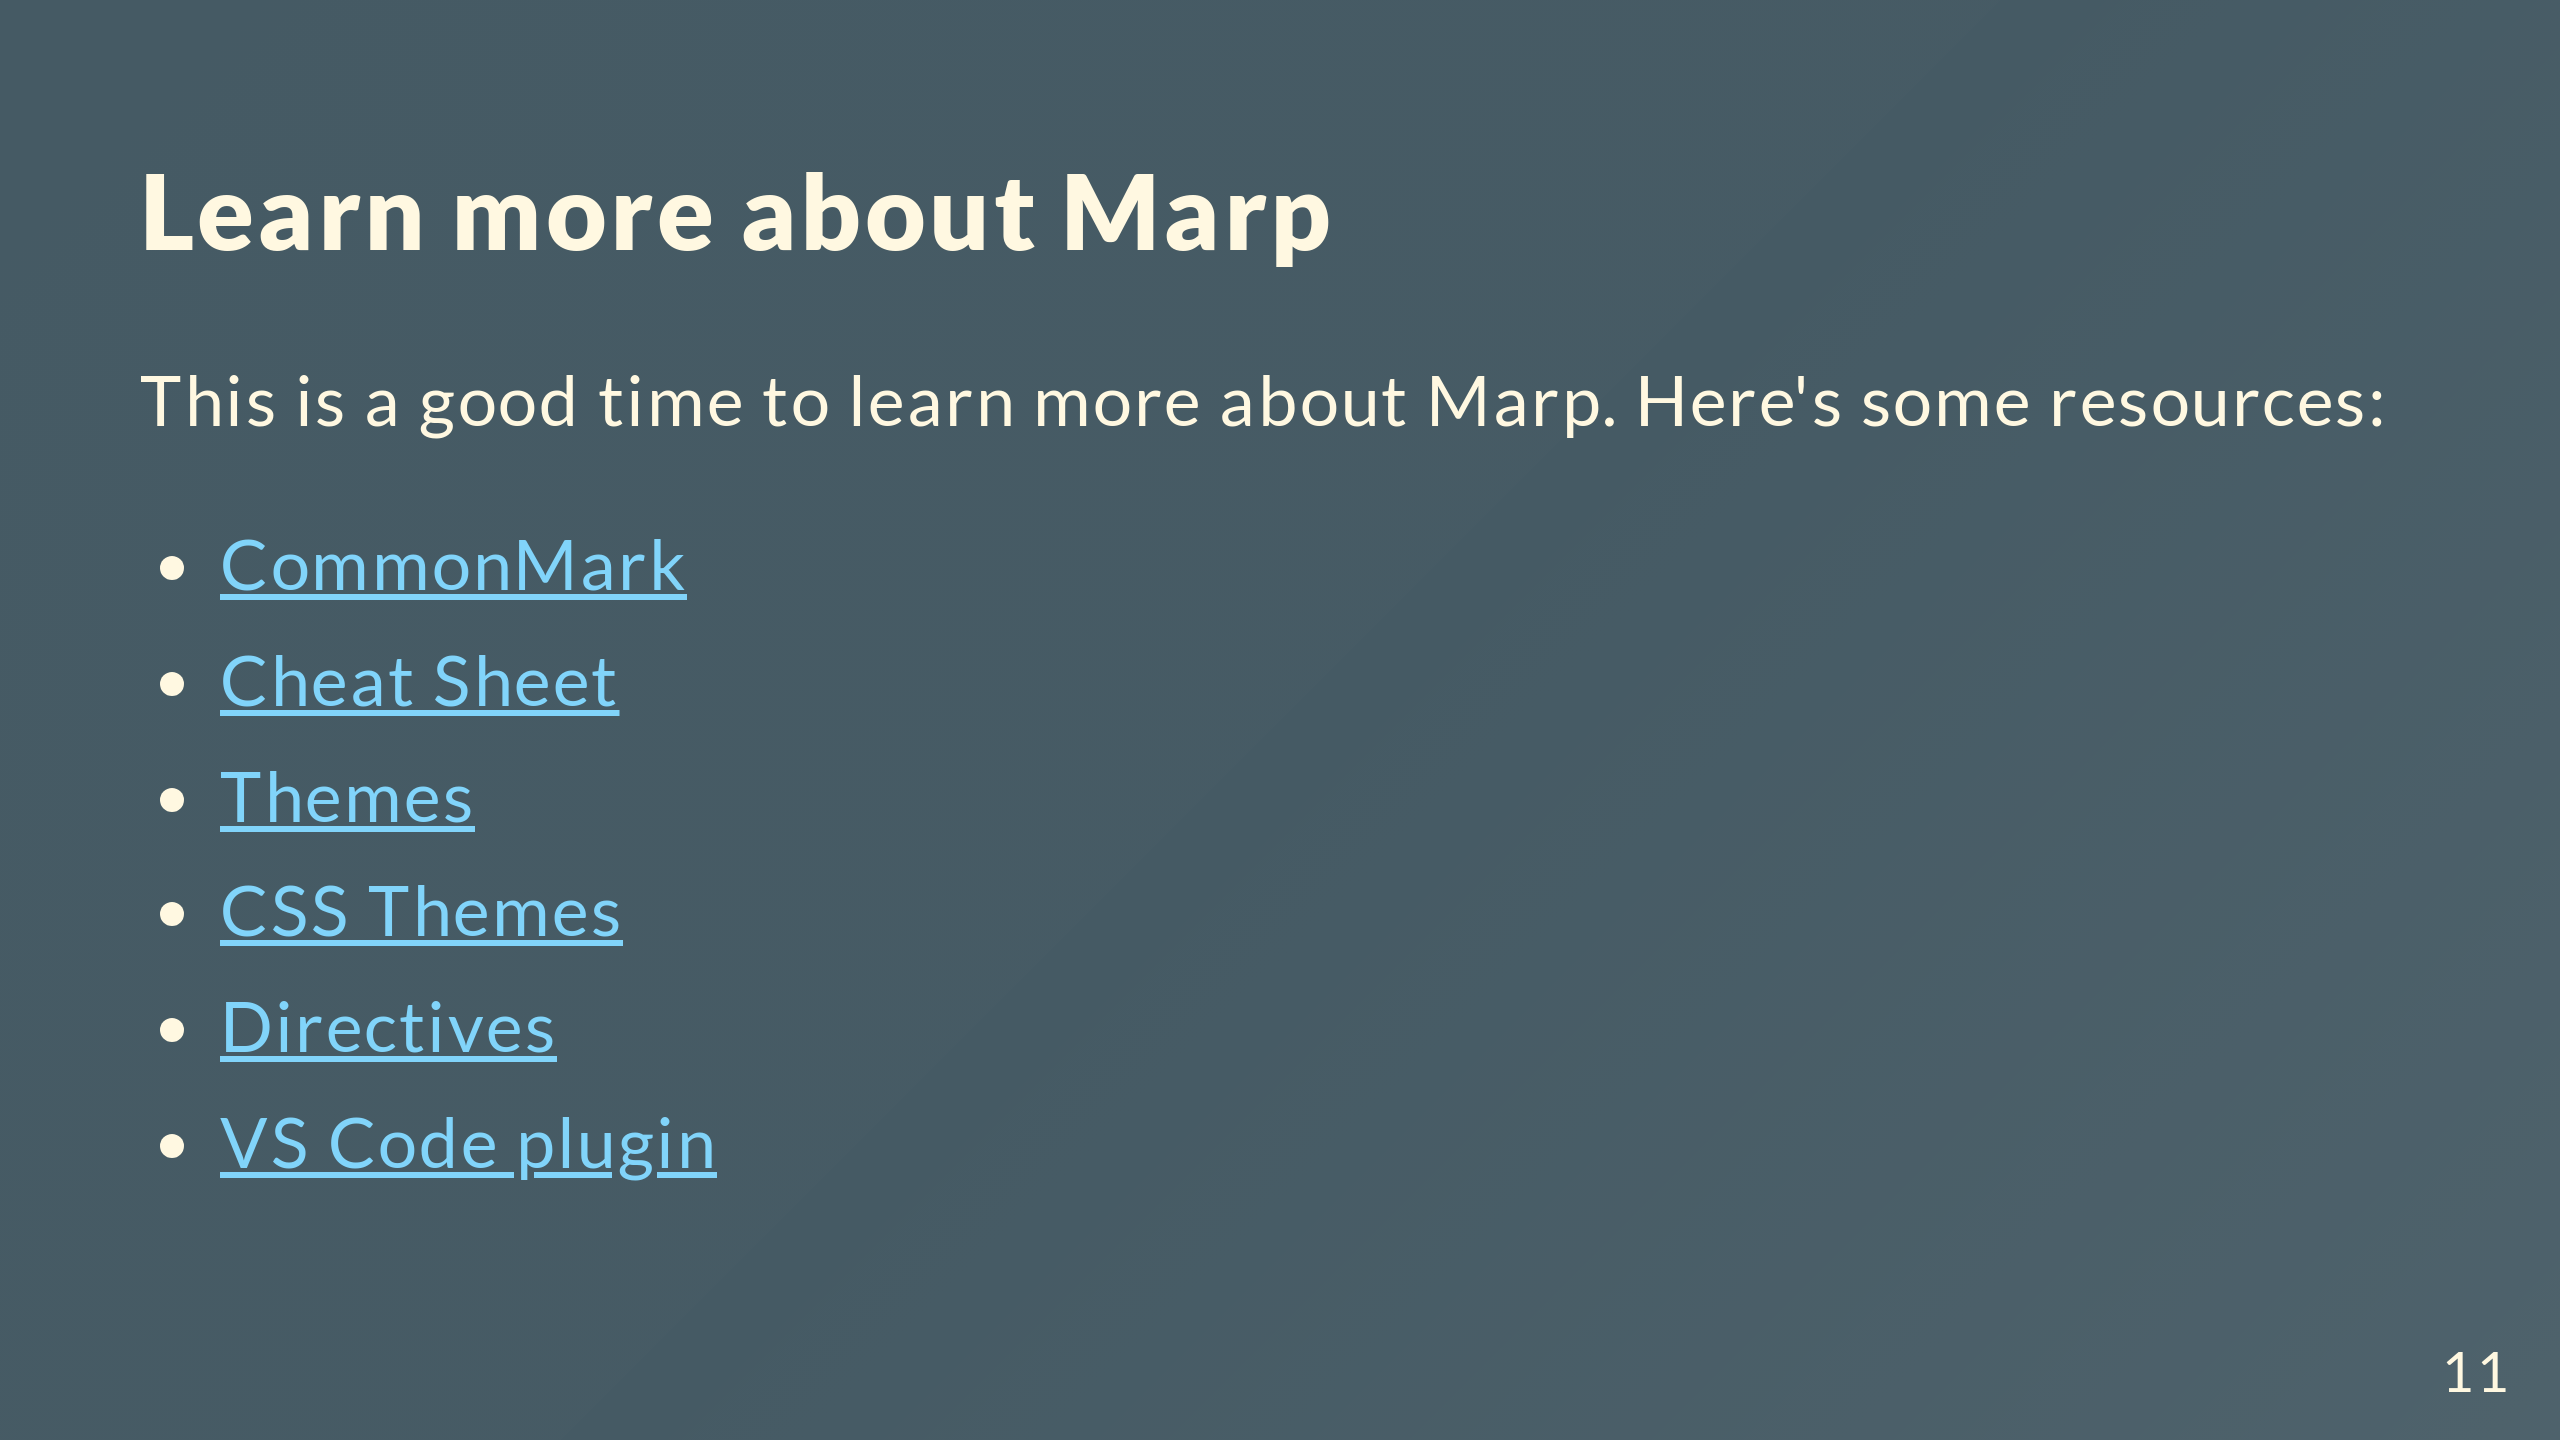 Learn more about Marp
This is a good time to learn more about Marp. Here's some resources:
CommonMark
Cheat Sheet
Themes
CSS Themes
Directives
VS Code plugin
11